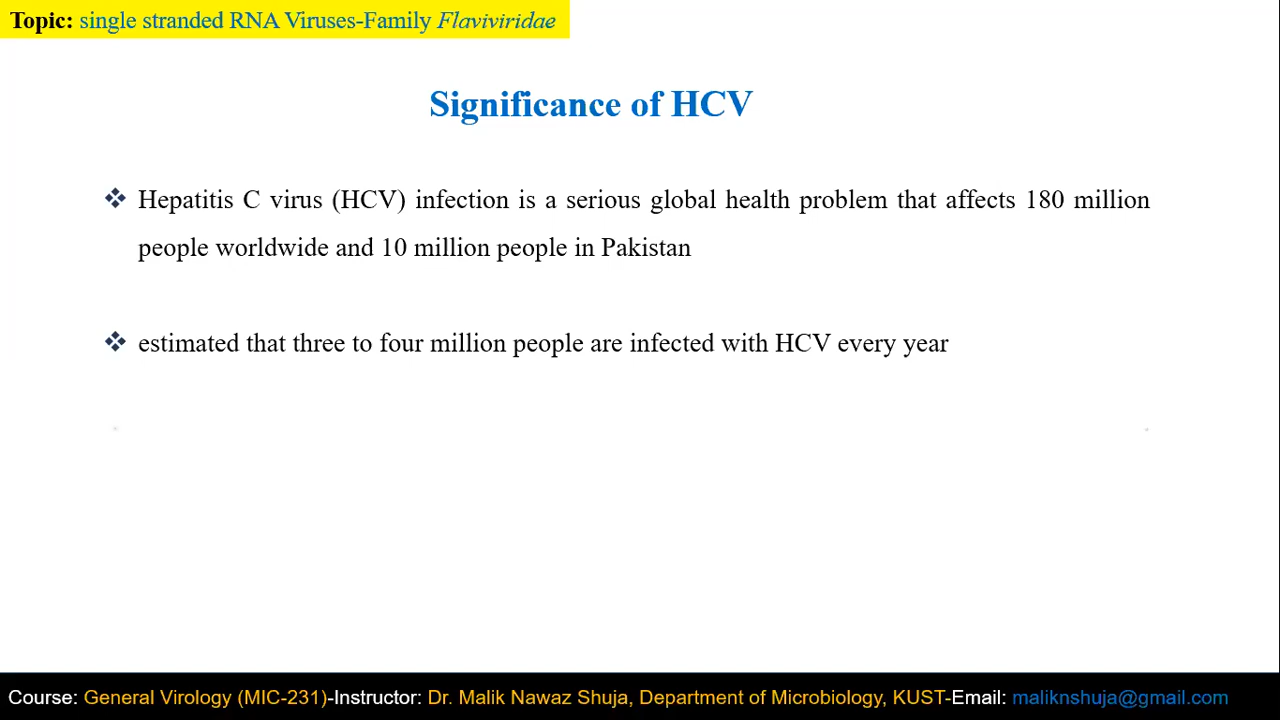 Topic: single stranded RNA Viruses-Family Flaviviridae
Significance of HCV
❖ Hepatitis C virus (HCV) infection is a serious global health problem that affects 180 million
people worldwide and 10 million people in Pakistan
❖ estimated that three to four million people are infected with HCV every year
Course: General Virology (MIC-231)-Instructor: Dr. Malik Nawaz Shuja, Department of Microbiology, KUST-Email: maliknshuja@gmail.com